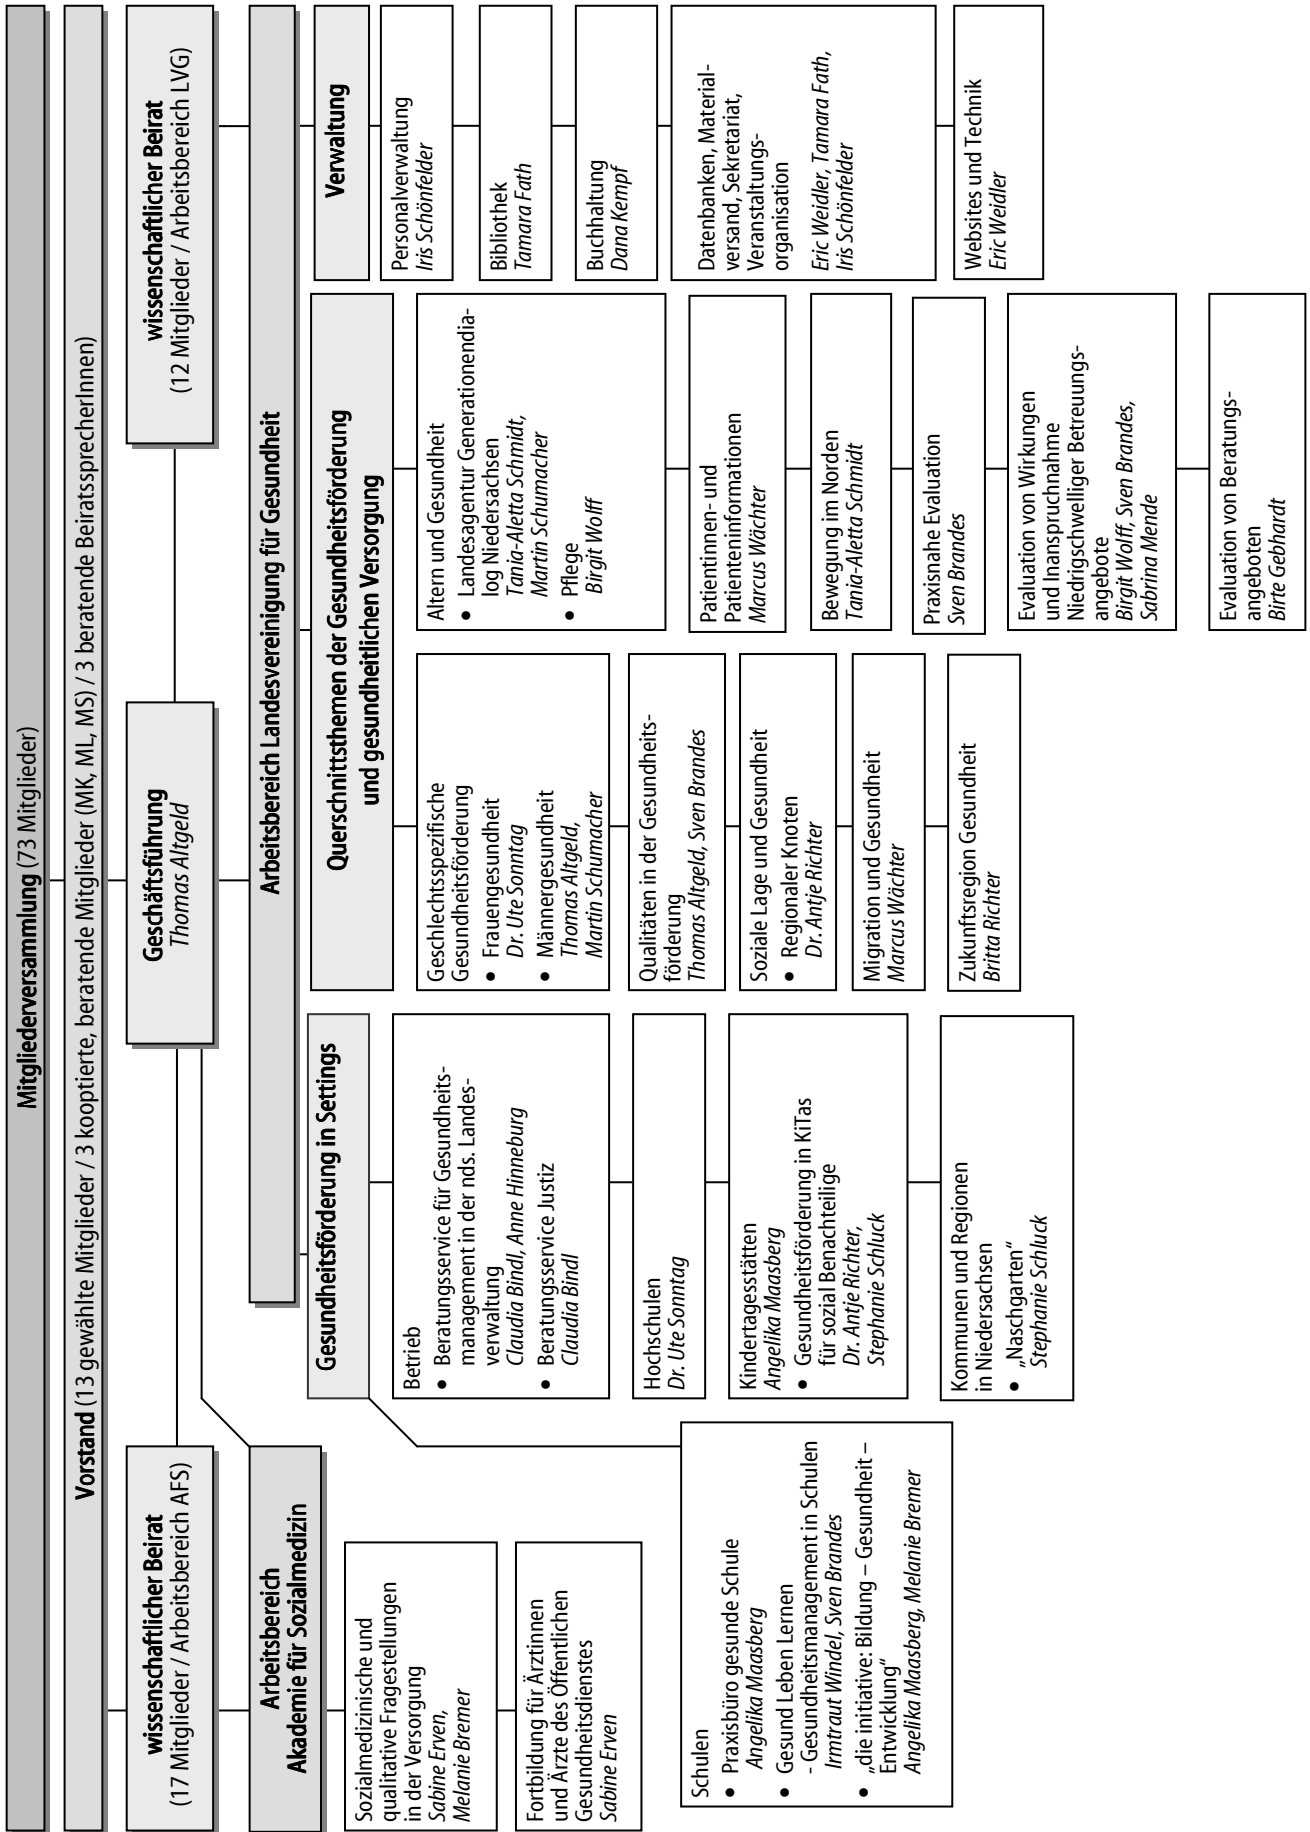 Mitgliederversammlung (73 Mitglieder)
Vorstand (13 gewählte Mitglieder / 3 kooptierte, beratende Mitglieder (MK, ML, MS) / 3 beratende BeiratssprecherInnen)
wissenschaftlicher Beirat
(17 Mitglieder / Arbeitsbereich AFS)
Geschäftsführung
Thomas Altgeld
wissenschaftlicher Beirat
(12 Mitglieder / Arbeitsbereich LVG)
Arbeitsbereich
Akademie für Sozialmedizin
Sozialmedizinische und
qualitative Fragestellungen
in der Versorgung
Sabine Erven,
Melanie Bremer
Fortbildung für Ärztinnen
und Ärzte des Öffentlichen
Gesundheitsdienstes
Sabine Erven
Arbeitsbereich Landesvereinigung für Gesundheit
Gesundheitsförderung in Settings
Betrieb
• Beratungsservice für Gesundheits-
management in der nds. Landes-
verwaltung
Claudia Bindl, Anne Hinneburg
• Beratungsservice Justiz
Claudia Bindl
Hochschulen
Dr. Ute Sonntag
Kindertagesstätten
Angelika Maasberg
• Gesundheitsförderung in KiTas
für sozial Benachteilige
Dr. Antje Richter,
Stephanie Schluck
Kommunen und Regionen
in Niedersachsen
• „Naschgarten“
Stephanie Schluck
Schulen
• Praxisbüro gesunde Schule
Angelika Maasberg
• Gesund Leben Lernen
- Gesundheitsmanagement in Schulen
Irmtraut Windel, Sven Brandes
• „die initiative: Bildung – Gesundheit –
Entwicklung“
Angelika Maasberg, Melanie Bremer
Querschnittsthemen der Gesundheitsförderung
und gesundheitlichen Versorgung
Geschlechtsspezifische
Gesundheitsförderung
• Frauengesundheit
Dr. Ute Sonntag
• Männergesundheit
Thomas Altgeld,
Martin Schumacher
Qualitäten in der Gesundheits-
förderung
Thomas Altgeld, Sven Brandes
Soziale Lage und Gesundheit
• Regionaler Knoten
Dr. Antje Richter
Migration und Gesundheit
Marcus Wächter
Zukunftsregion Gesundheit
Britta Richter
Altern und Gesundheit
• Landesagentur Generationendia-
log Niedersachsen
Tania-Aletta Schmidt,
Martin Schumacher
• Pflege
Birgit Wolff
Patientinnen- und
Patienteninformationen
Marcus Wächter
Bewegung im Norden
Tania-Aletta Schmidt
Praxisnahe Evaluation
Sven Brandes
Evaluation von Wirkungen
und Inanspruchnahme
Niedrigschwelliger Betreuungs-
angebote
Birgit Wolff, Sven Brandes,
Sabrina Mende
Evaluation von Beratungs-
angeboten
Birte Gebhardt
Verwaltung
Personalverwaltung
Iris Schönfelder
Bibliothek
Tamara Fath
Buchhaltung
Dana Kempf
Datenbanken, Material-
versand, Sekretariat,
Veranstaltungs-
organisation
Eric Weidler, Tamara Fath,
Iris Schönfelder
Websites und Technik
Eric Weidler